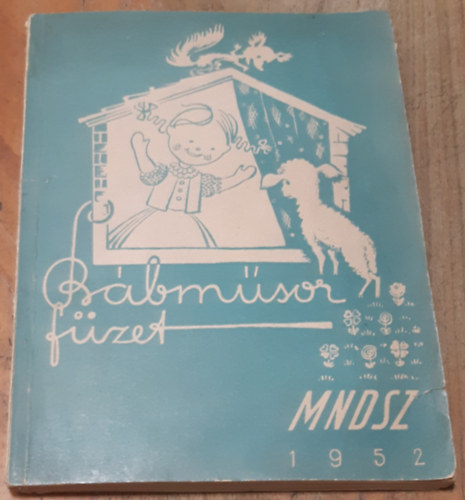 Bábműsor
füzet
MNDSZ
1952